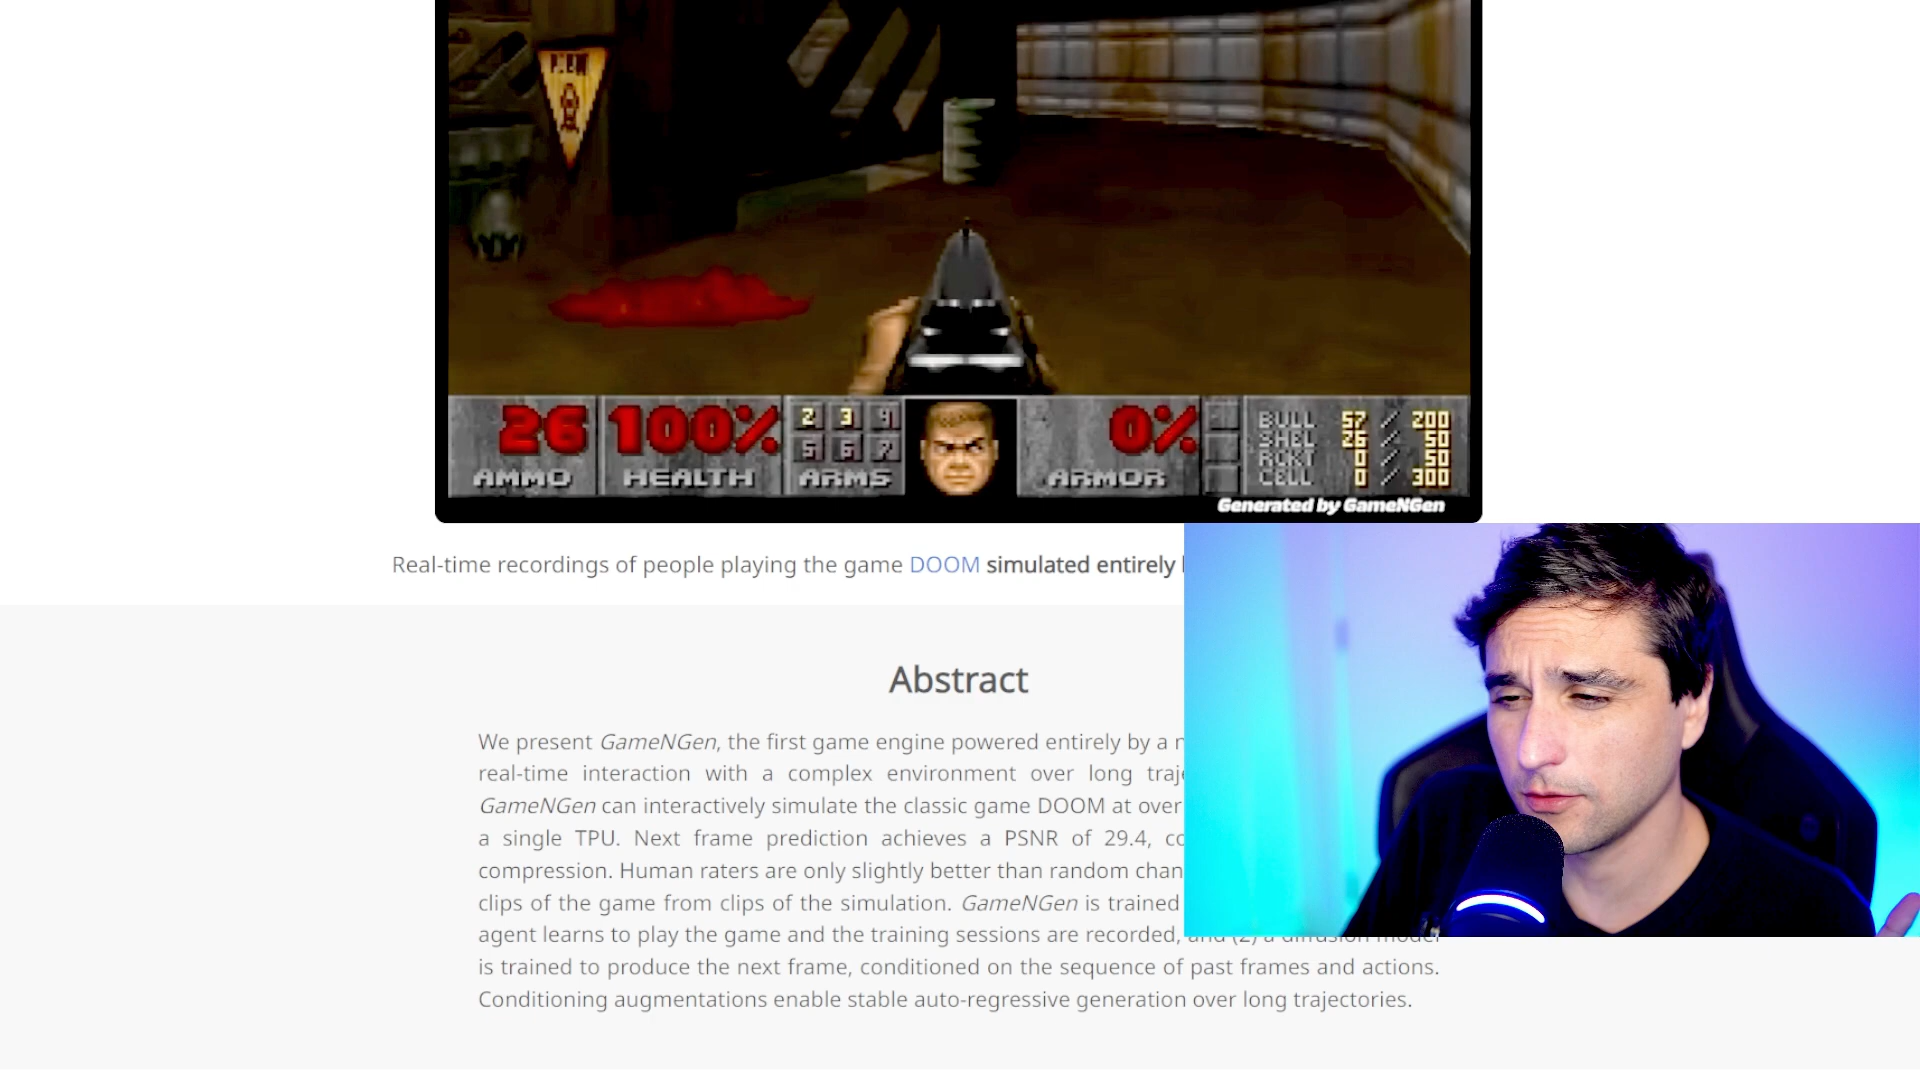 26
AMMO
100%
HEALTH
2 3 4
5 6 7
ARMS
0%
ARMOR
BULL 57 / 200
SHEL 26 / 50
RCKT 0 / 50
CELL 0 / 300
Generated by GameNGen
Real-time recordings of people playing the game DOOM simulated entirely
Abstract
We present GameNGen, the first game engine powered entirely by a
real-time interaction with a complex environment over long
GameNGen can interactively simulate the classic game DOOM at over
a single TPU. Next frame prediction achieves a PSNR of 29.4,
compression. Human raters are only slightly better than random
clips of the game from clips of the simulation. GameNGen is trained
agent learns to play the game and the training sessions are recorded, and (2) a diffusion model
is trained to produce the next frame, conditioned on the sequence of past frames and actions.
Conditioning augmentations enable stable auto-regressive generation over long trajectories.